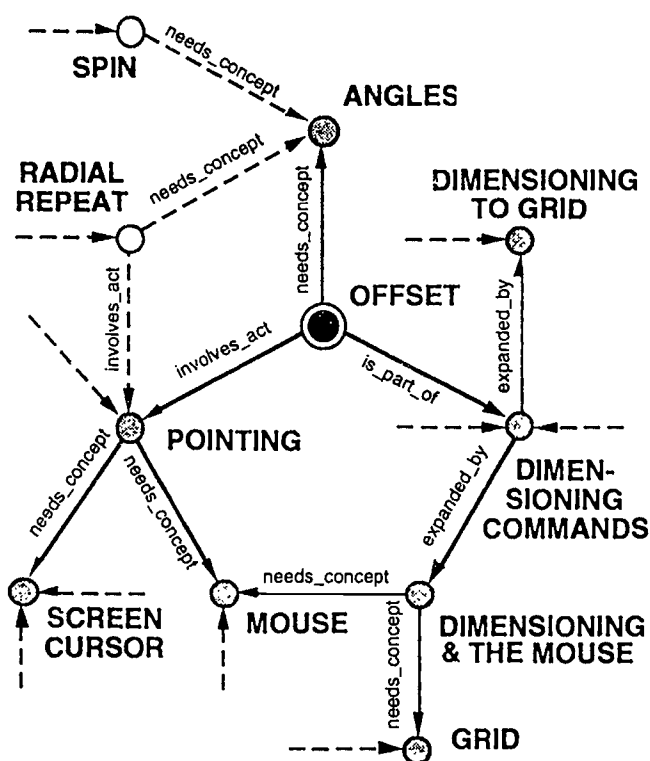 needs_concept
SPIN
ANGLES
needs_concept
RADIAL
REPEAT
needs_concept
DIMENSIONING
TO GRID
involves_act
OFFSET
expanded_by
involves_act
is_part_of
POINTING
needs_concept
needs_concept
expanded_by
DIMEN-
SIONING
COMMANDS
needs_concept
SCREEN
CURSOR
MOUSE
needs_concept
DIMENSIONING
& THE MOUSE
GRID